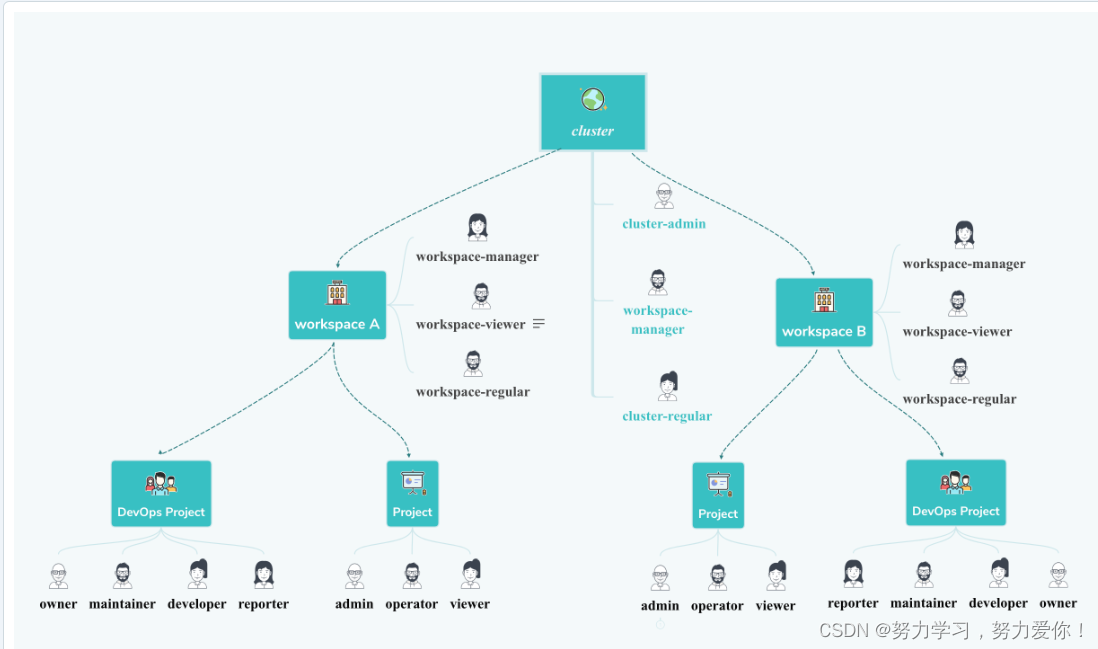 cluster
cluster-admin
workspace-
manager
cluster-regular
workspace A
workspace-manager
workspace-viewer
workspace-regular
workspace B
workspace-manager
workspace-viewer
workspace-regular
DevOps Project
owner maintainer developer reporter
Project
admin operator viewer
Project
admin operator viewer
DevOps Project
reporter maintainer developer owner
CSDN @努力学习，努力爱你！